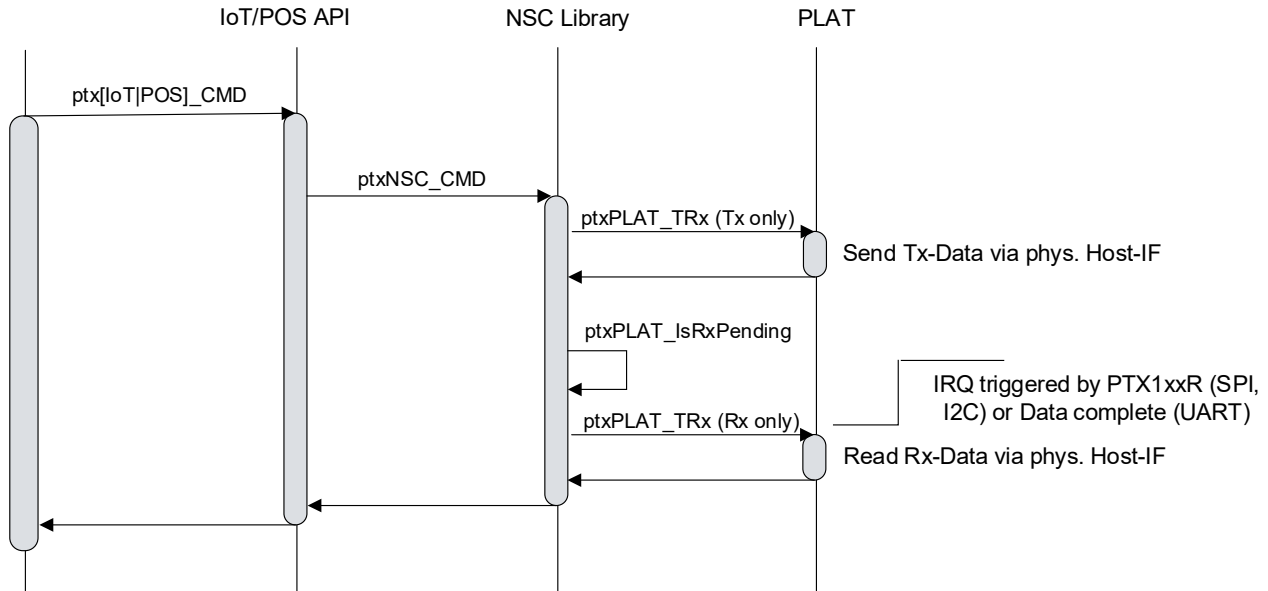 IoT/POS API
NSC Library
PLAT
ptx[IoT|POS]_CMD
ptxNSC_CMD
ptxPLAT_TRx (Tx only)
Send Tx-Data via phys. Host-IF
ptxPLAT_IsRxPending
IRQ triggered by PTX1xxR (SPI,
I2C) or Data complete (UART)
ptxPLAT_TRx (Rx only)
Read Rx-Data via phys. Host-IF